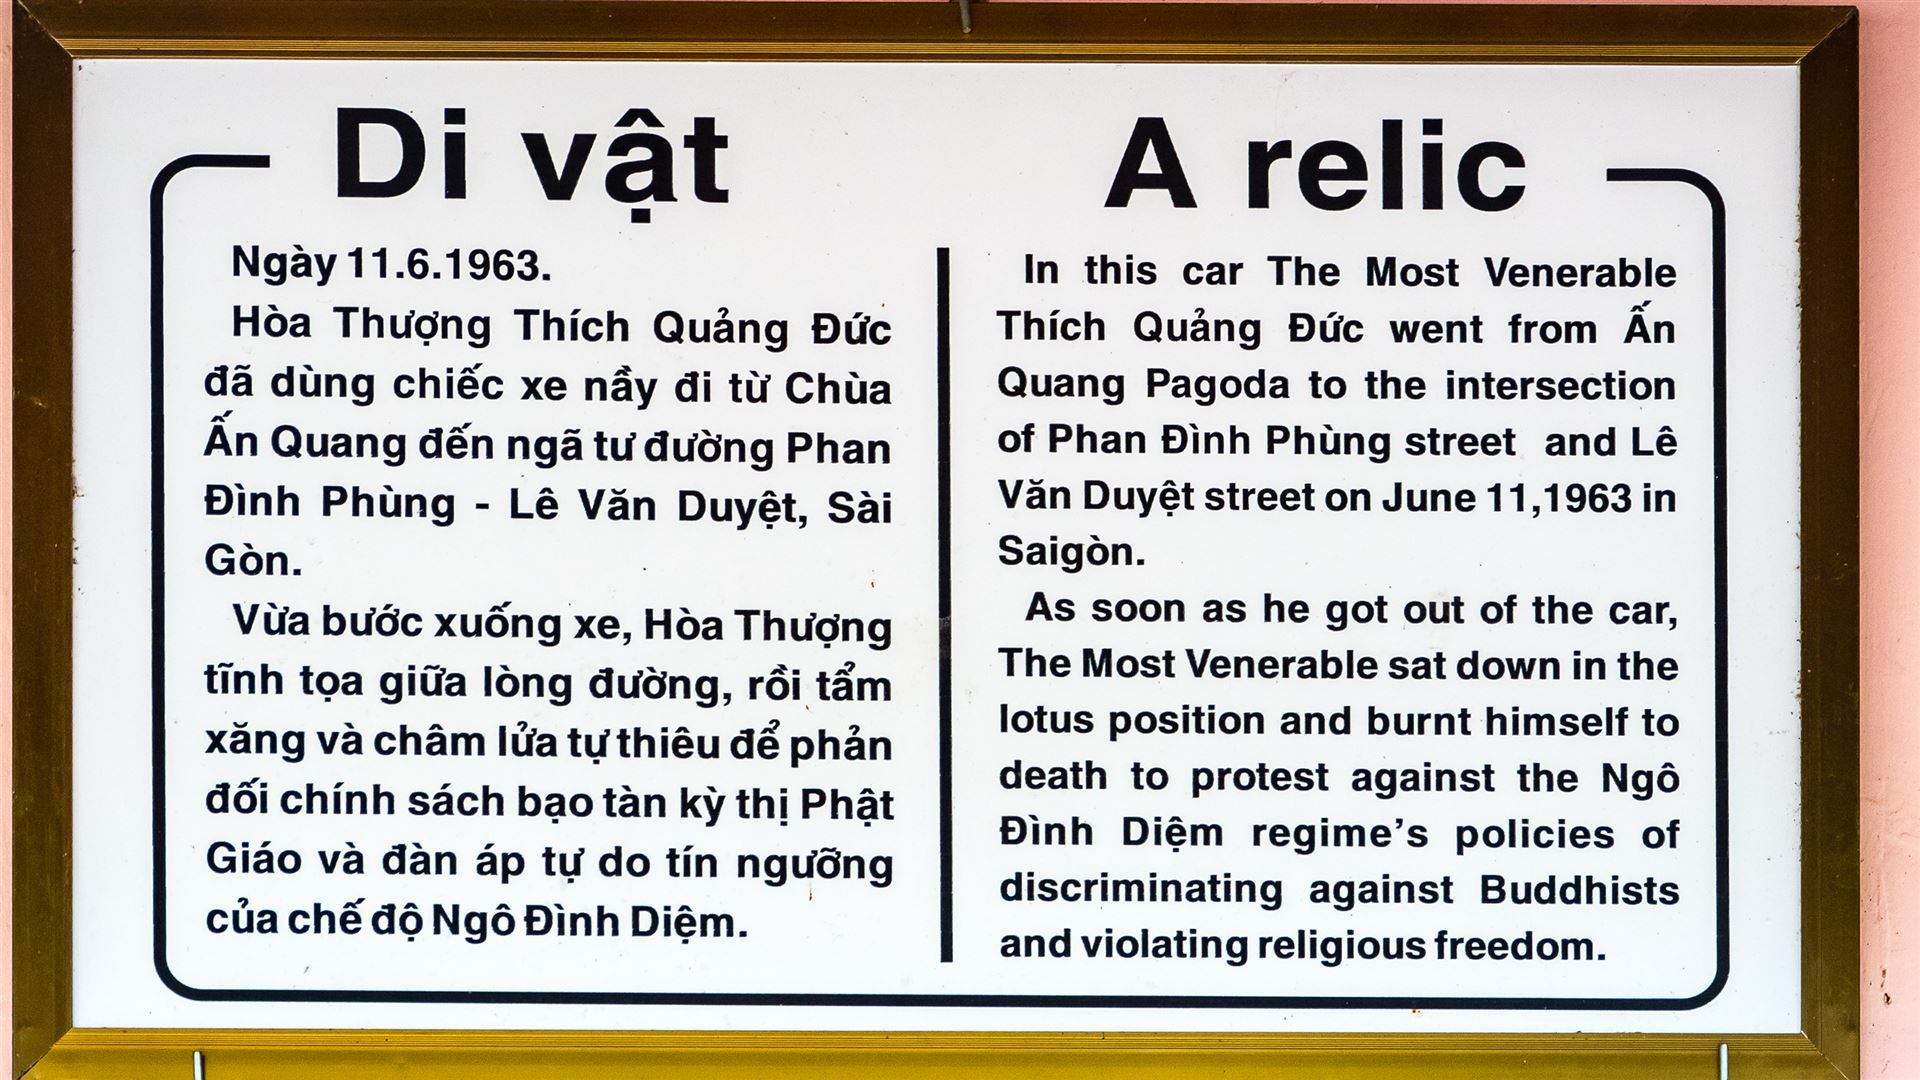 Di vật
Ngày 11.6.1963.
Hòa Thượng Thích Quảng Đức
đã dùng chiếc xe nầy đi từ Chùa
Ấn Quang đến ngã tư đường Phan
Đình Phùng - Lê Văn Duyệt, Sài
Gòn.
Vừa bước xuống xe, Hòa Thượng
tĩnh tọa giữa lòng đường, rồi tẩm
xăng và châm lửa tự thiêu để phản
đối chính sách bạo tàn kỳ thị Phật
Giáo và đàn áp tự do tín ngưỡng
của chế độ Ngô Đình Diệm.
A relic
In this car The Most Venerable
Thích Quảng Đức went from Ấn
Quang Pagoda to the intersection
of Phan Đình Phùng street and Lê
Văn Duyệt street on June 11,1963 in
Saigòn.
As soon as he got out of the car,
The Most Venerable sat down in the
lotus position and burnt himself to
death to protest against the Ngô
Đình Diệm regime's policies of
discriminating against Buddhists
and violating religious freedom.